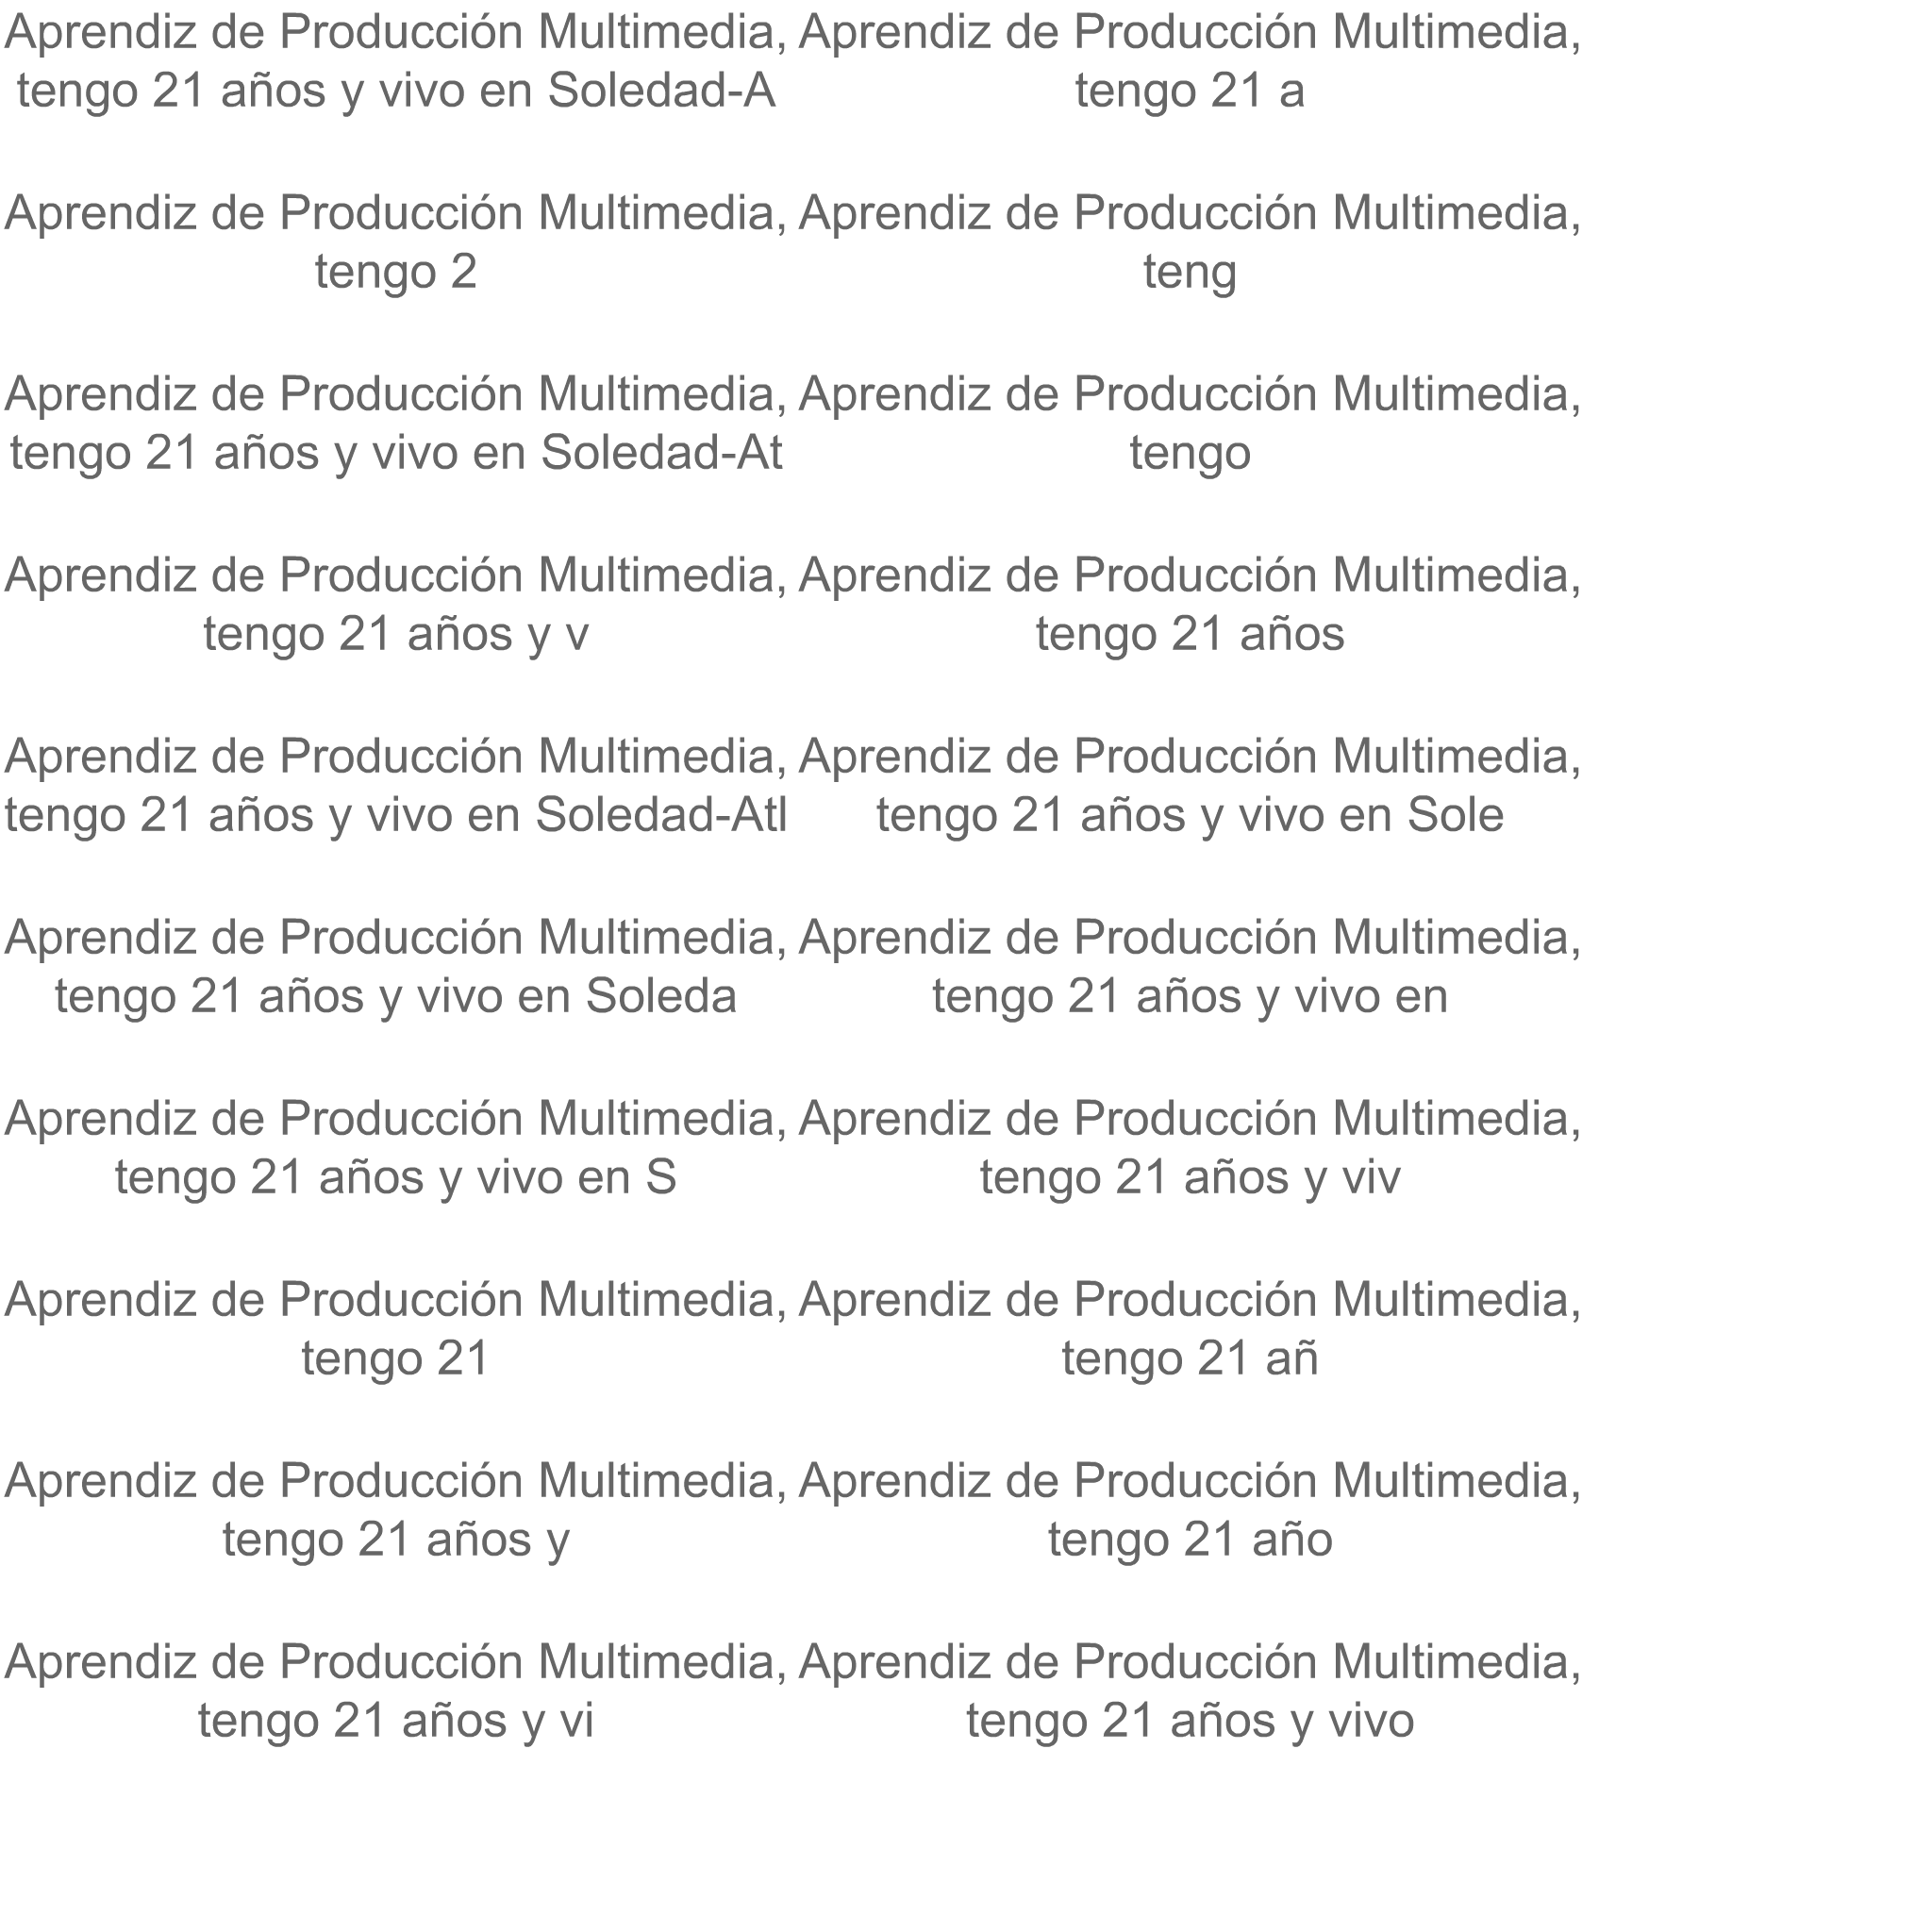 Aprendiz de Producción Multimedia, Aprendiz de Producción Multimedia,
tengo 21 años y vivo en Soledad-A tengo 21 a
Aprendiz de Producción Multimedia, Aprendiz de Producción Multimedia,
tengo 2 teng
Aprendiz de Producción Multimedia, Aprendiz de Producción Multimedia,
tengo 21 años y vivo en Soledad-At tengo
Aprendiz de Producción Multimedia, Aprendiz de Producción Multimedia,
tengo 21 años y v tengo 21 años
Aprendiz de Producción Multimedia, Aprendiz de Producción Multimedia,
tengo 21 años y vivo en Soledad-Atl tengo 21 años y vivo en Sole
Aprendiz de Producción Multimedia, Aprendiz de Producción Multimedia,
tengo 21 años y vivo en Soleda tengo 21 años y vivo en
Aprendiz de Producción Multimedia, Aprendiz de Producción Multimedia,
tengo 21 años y vivo en S tengo 21 años y viv
Aprendiz de Producción Multimedia, Aprendiz de Producción Multimedia,
tengo 21 tengo 21 añ
Aprendiz de Producción Multimedia, Aprendiz de Producción Multimedia,
tengo 21 años y tengo 21 año
Aprendiz de Producción Multimedia, Aprendiz de Producción Multimedia,
tengo 21 años y vi tengo 21 años y vivo